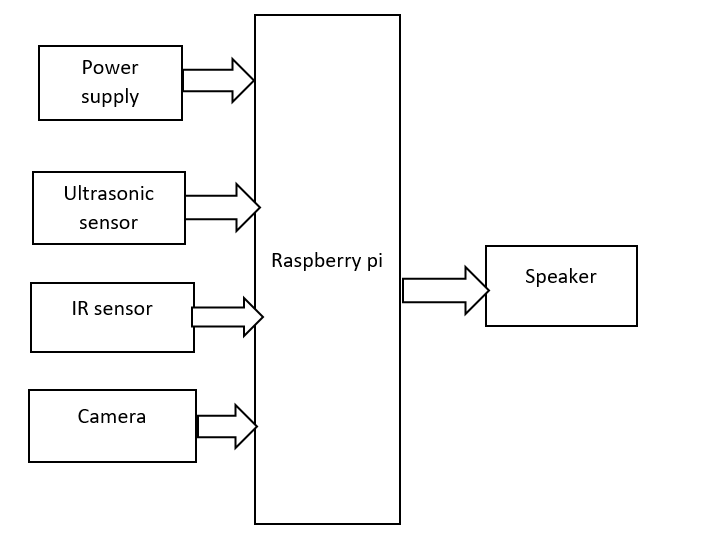 Power
supply
Ultrasonic
sensor
IR sensor
Camera
Raspberry pi
Speaker